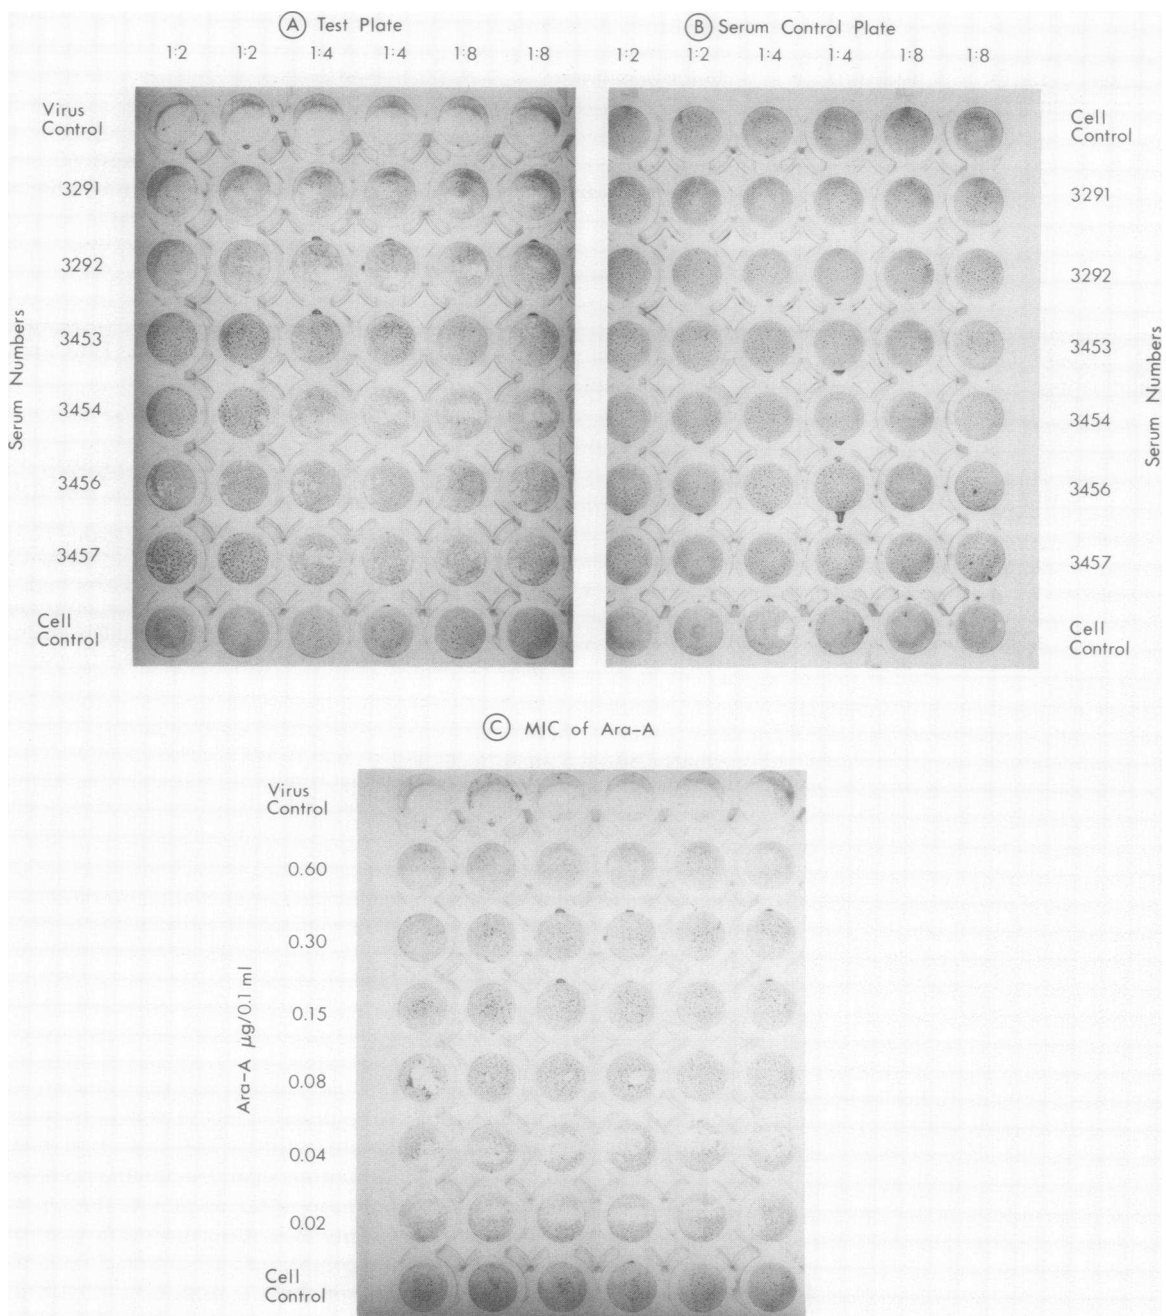 A Test Plate
B Serum Control Plate
1:2 1:2 1:4 1:4 1:8 1:8
1:2 1:2 1:4 1:4 1:8 1:8
Virus
Control
3291
3292
3453
3454
3456
3457
Cell
Control
Serum Numbers
Cell
Control
3291
3292
3453
3454
3456
3457
Cell
Control
Serum Numbers
C MIC of Ara-A
Virus
Control
0.60
0.30
0.15
0.08
0.04
0.02
Cell
Control
Ara-A μg/0.1 ml